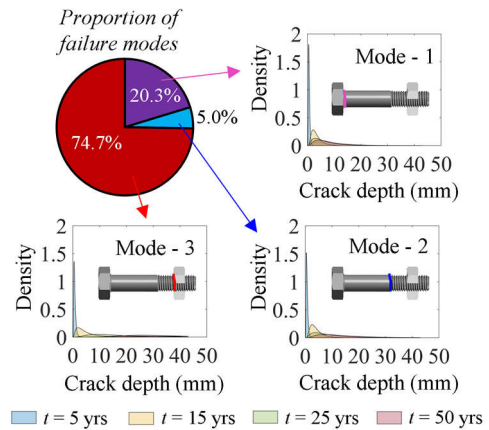 Proportion of
failure modes
20.3%
5.0%
74.7%
Mode - 1
Density
2
1.5
1
0.5
0
0 10 20 30 40 50
Crack depth (mm)
Mode - 3
Density
2
1.5
1
0.5
0
0 10 20 30 40 50
Crack depth (mm)
Mode - 2
Density
2
1.5
1
0.5
0
0 10 20 30 40 50
Crack depth (mm)
t = 5 yrs t = 15 yrs t = 25 yrs t = 50 yrs